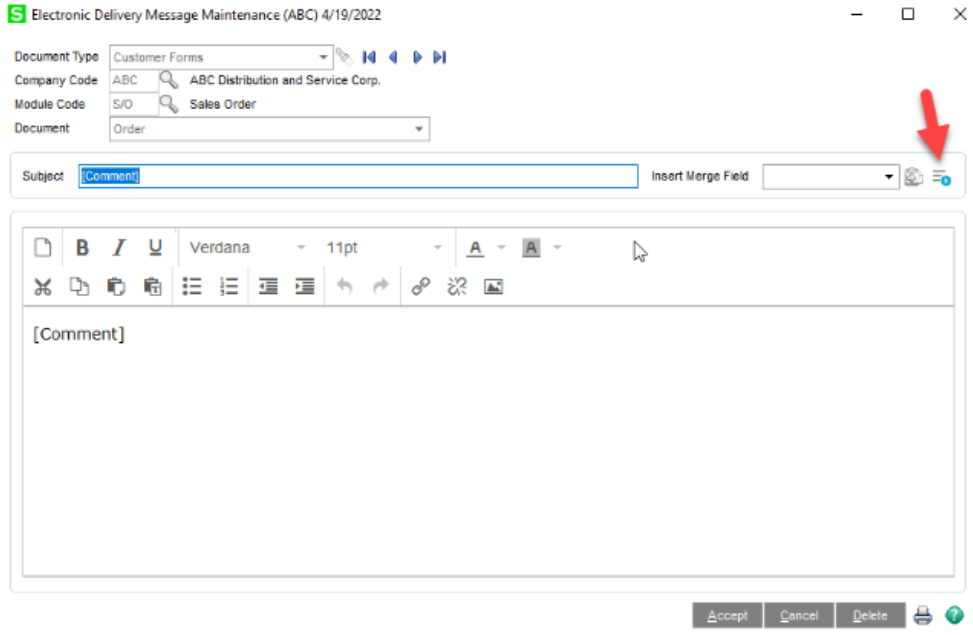 S Electronic Delivery Message Maintenance (ABC) 4/19/2022
Document Type Customer Forms
Company Code ABC ABC Distribution and Service Corp.
Module Code S/O Sales Order
Document Order
Subject [Comment] Insert Merge Field
B I U Verdana 11pt A A
[Comment]
Accept Cancel Delete ?